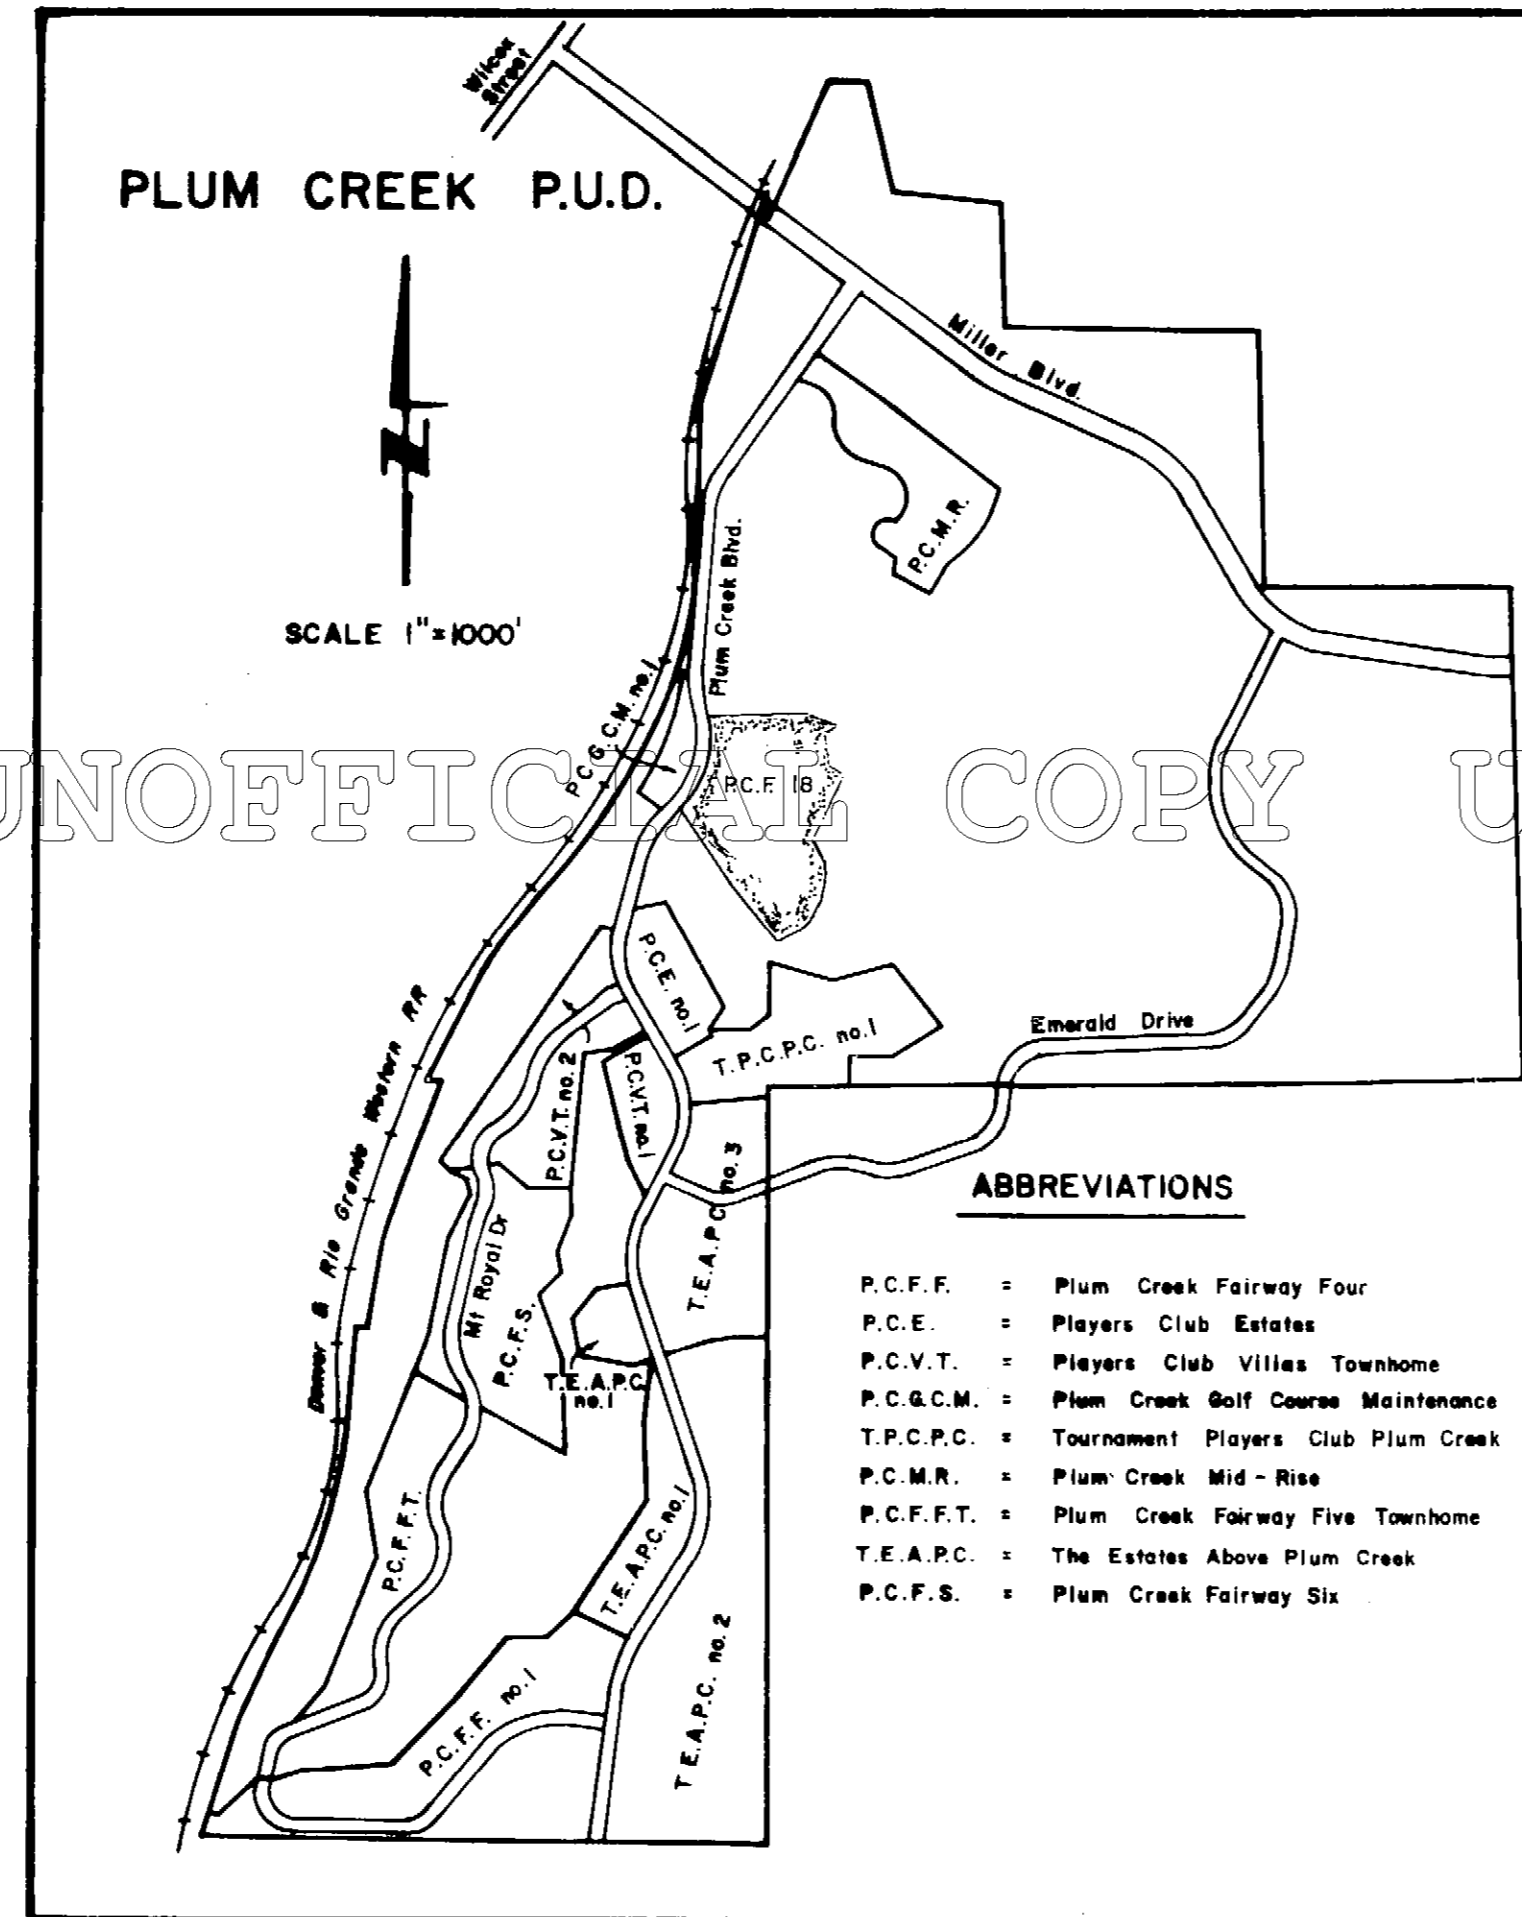 Wilcox
Street
PLUM CREEK P.U.D.
Miller Blvd.
P.C.M.R.
Plum Creek Blvd.
SCALE 1"=1000'
P.C.G.C.M. no.1
P.C.F. 18
UNOFFICIAL COPY U
P.C.E. no.1
T.P.C.P.C. no.1
Emerald Drive
Denver & Rio Grande Western RR
P.C.V.T. no.2
P.C.V.T. no.1
T.E.A.P.C. no.3
Mt Royal Dr
P.C.F.S.
T.E.A.P.C.
no.1
P.C.F.F.T.
T.E.A.P.C. no.1
P.C.F.F. no.1
T.E.A.P.C. no.2
ABBREVIATIONS
P.C.F.F. = Plum Creek Fairway Four
P.C.E. = Players Club Estates
P.C.V.T. = Players Club Villas Townhome
P.C.G.C.M. = Plum Creek Golf Course Maintenance
T.P.C.P.C. = Tournament Players Club Plum Creek
P.C.M.R. = Plum Creek Mid-Rise
P.C.F.F.T. = Plum Creek Fairway Five Townhome
T.E.A.P.C. = The Estates Above Plum Creek
P.C.F.S. = Plum Creek Fairway Six